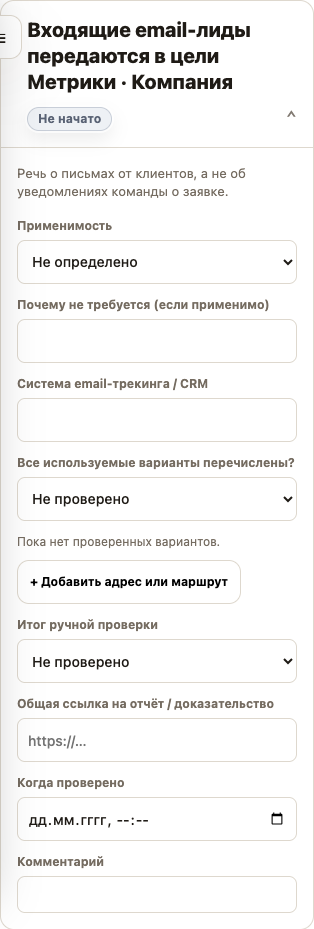 Входящие email-лиды
передаются в цели
Метрики · Компания
Не начато
Речь о письмах от клиентов, а не об
уведомлениях команды о заявке.
Применимость
Не определено
Почему не требуется (если применимо)
Система email-трекинга / CRM
Все используемые варианты перечислены?
Не проверено
Пока нет проверенных вариантов.
+ Добавить адрес или маршрут
Итог ручной проверки
Не проверено
Общая ссылка на отчёт / доказательство
https://...
Когда проверено
дд.мм.гггг, --:--
Комментарий